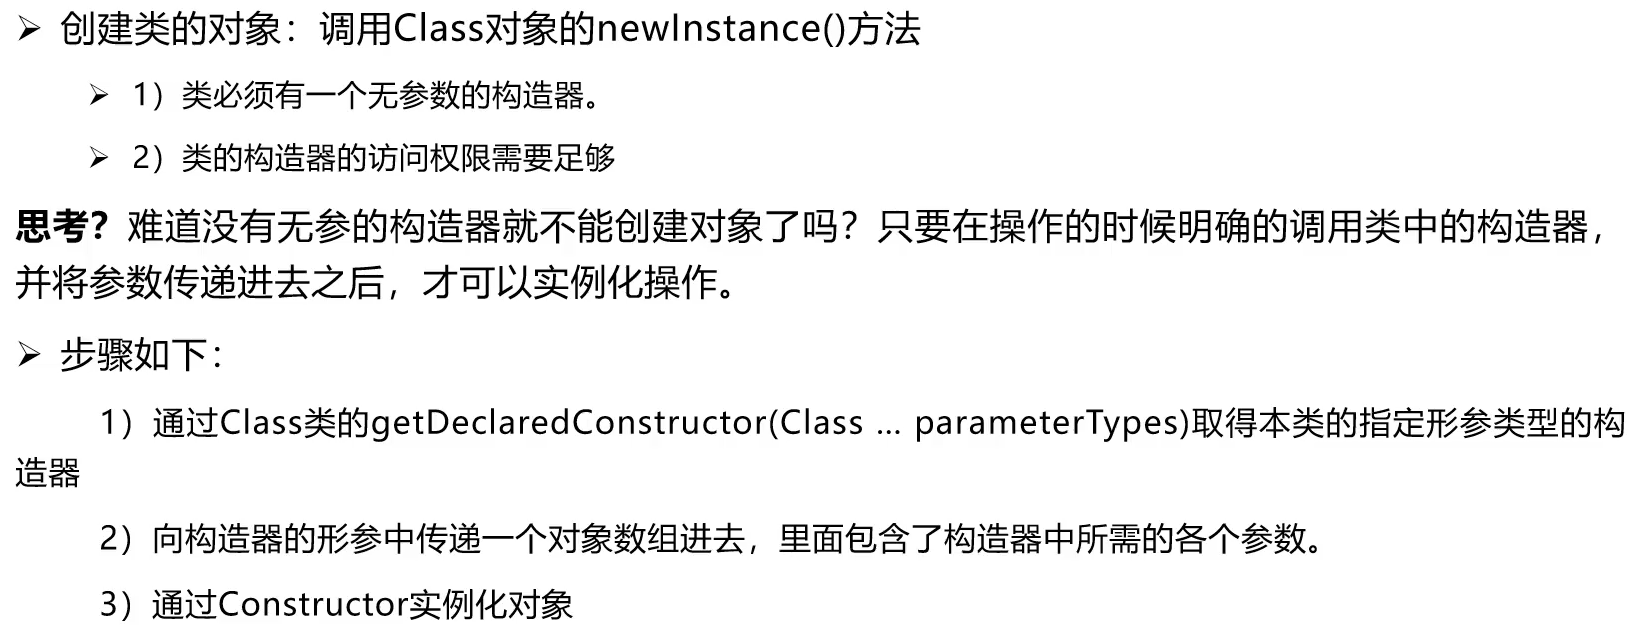 ➢ 创建类的对象：调用Class对象的newInstance()方法
➢ 1）类必须有一个无参数的构造器。
➢ 2）类的构造器的访问权限需要足够
思考？难道没有无参的构造器就不能创建对象了吗？只要在操作的时候明确的调用类中的构造器，
并将参数传递进去之后，才可以实例化操作。
➢ 步骤如下：
1）通过Class类的getDeclaredConstructor(Class … parameterTypes)取得本类的指定形参类型的构
造器
2）向构造器的形参中传递一个对象数组进去，里面包含了构造器中所需的各个参数。
3）通过Constructor实例化对象